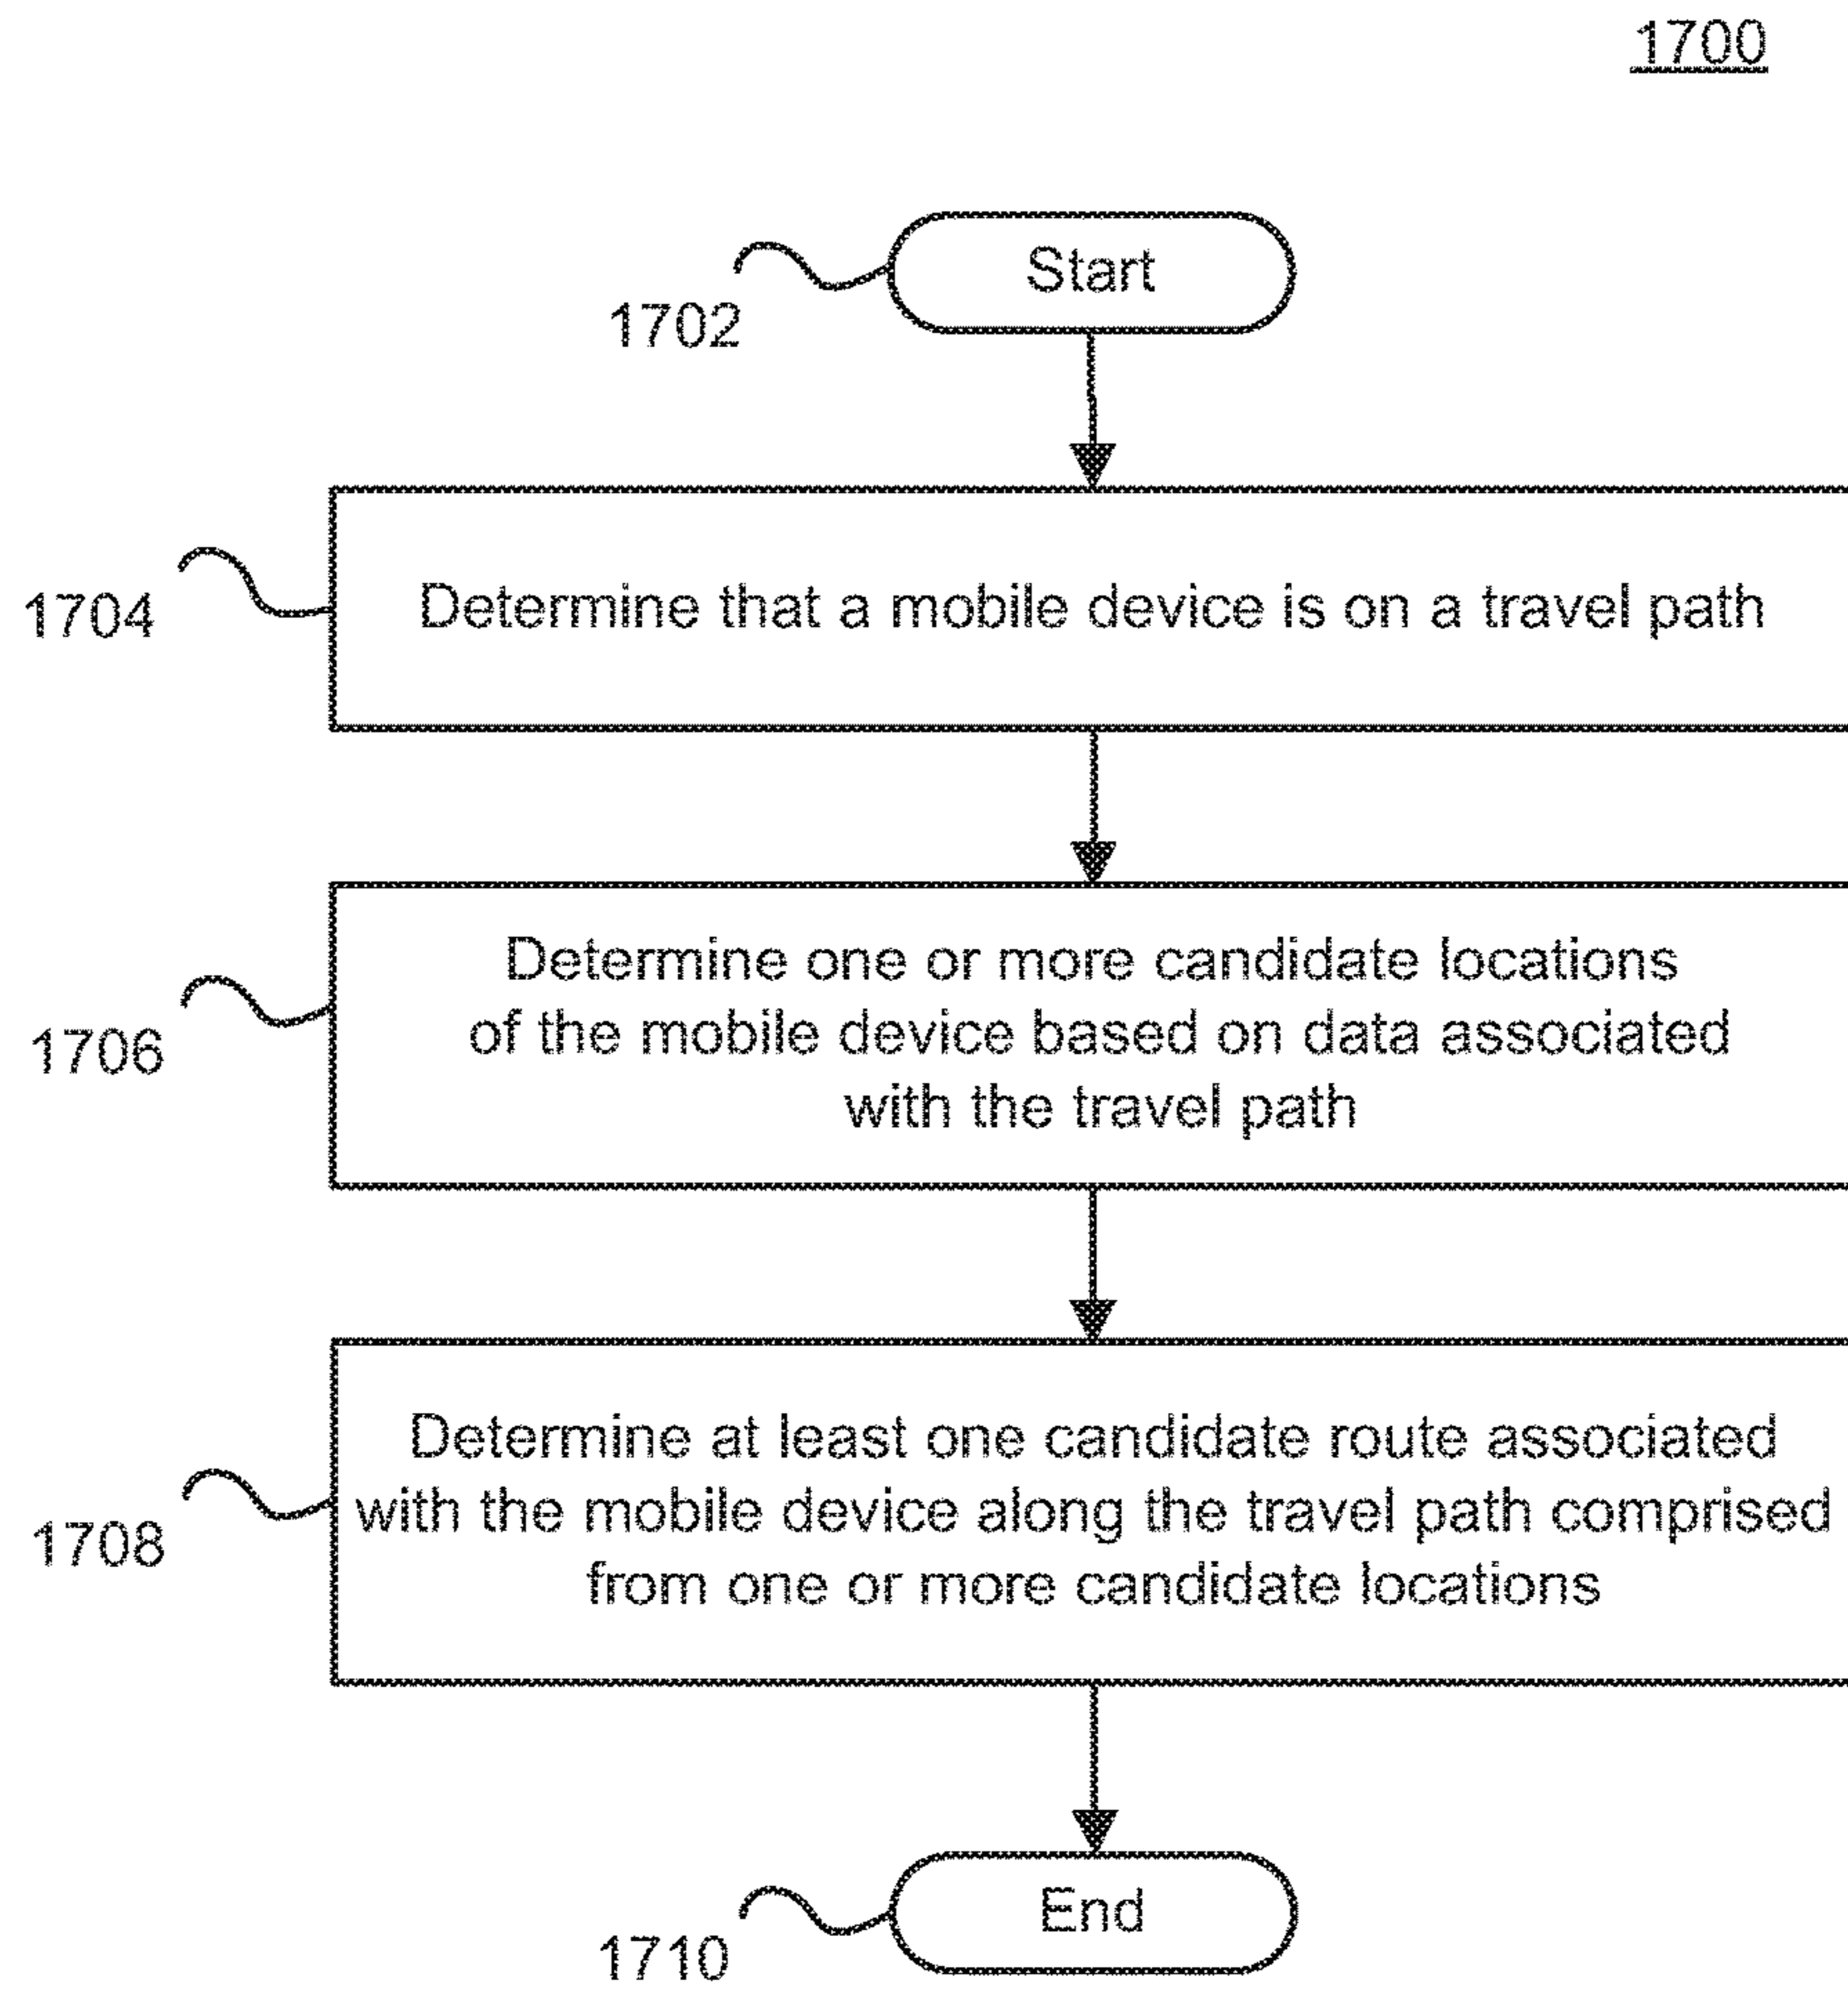 1700
Start
1702
Determine that a mobile device is on a travel path
1704
Determine one or more candidate locations
of the mobile device based on data associated
with the travel path
1706
Determine at least one candidate route associated
with the mobile device along the travel path comprised
from one or more candidate locations
1708
End
1710